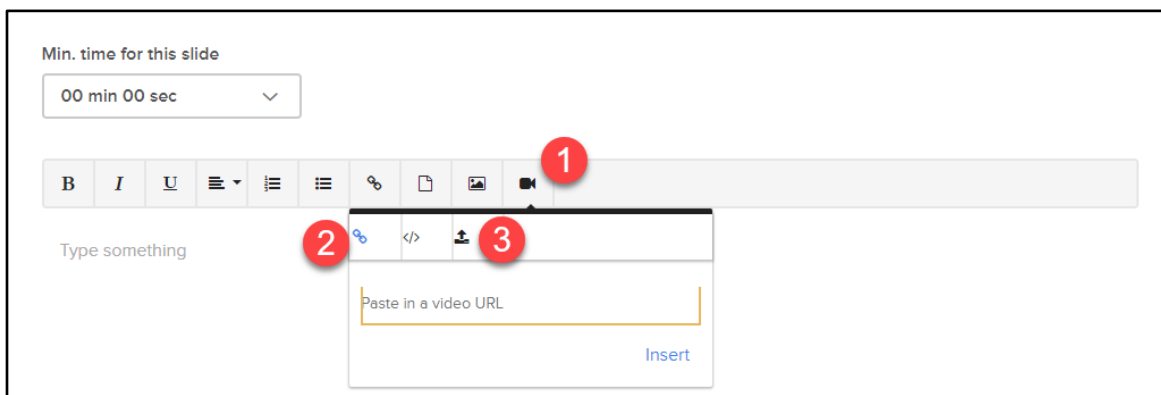 Min. time for this slide
00 min 00 sec
B I U 1
2 </> 3
Type something
Paste in a video URL
Insert